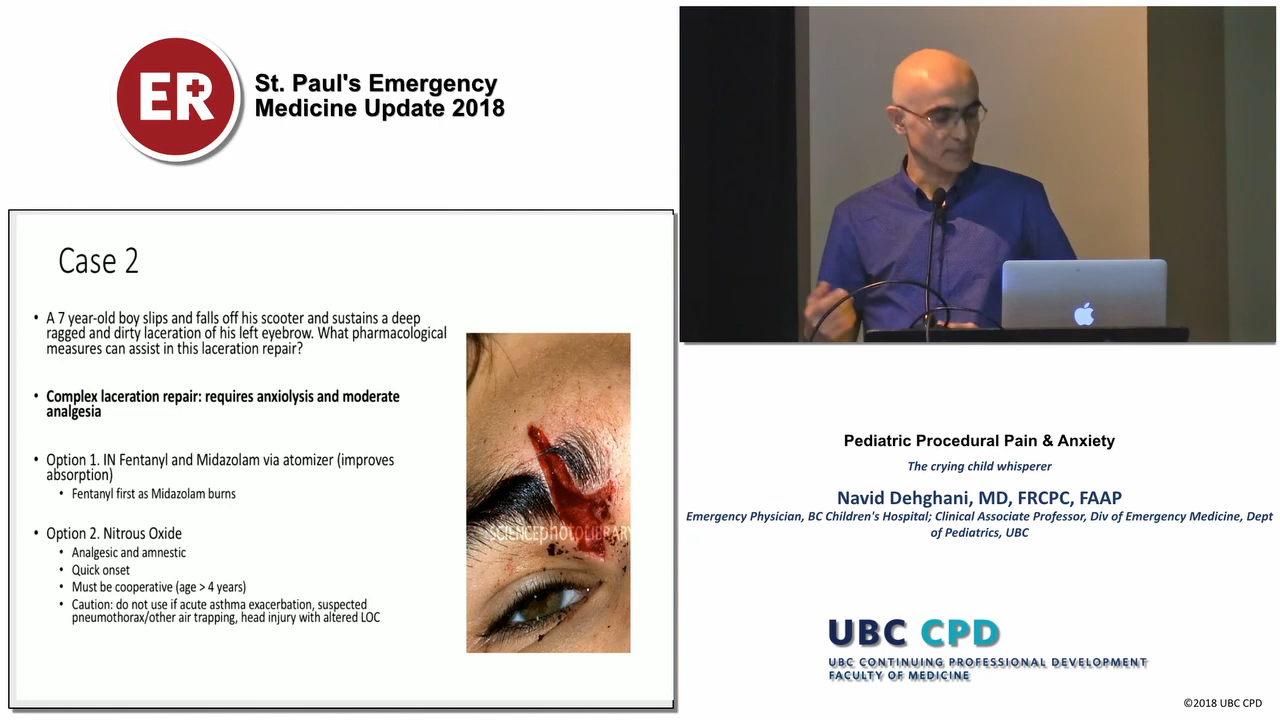 ER
St. Paul's Emergency
Medicine Update 2018
Case 2
• A 7 year-old boy slips and falls off his scooter and sustains a deep
ragged and dirty laceration of his left eyebrow. What pharmacological
measures can assist in this laceration repair?
• Complex laceration repair: requires anxiolysis and moderate
analgesia
• Option 1. IN Fentanyl and Midazolam via atomizer (improves
absorption)
• Fentanyl first as Midazolam burns
• Option 2. Nitrous Oxide
• Analgesic and amnestic
• Quick onset
• Must be cooperative (age > 4 years)
• Caution: do not use if acute asthma exacerbation, suspected
pneumothorax/other air trapping, head injury with altered LOC
SCIENCEphotoLIBRARY
Pediatric Procedural Pain & Anxiety
The crying child whisperer
Navid Dehghani, MD, FRCPC, FAAP
Emergency Physician, BC Children's Hospital; Clinical Associate Professor, Div of Emergency Medicine, Dept
of Pediatrics, UBC
UBC CPD
UBC CONTINUING PROFESSIONAL DEVELOPMENT
FACULTY OF MEDICINE
©2018 UBC CPD